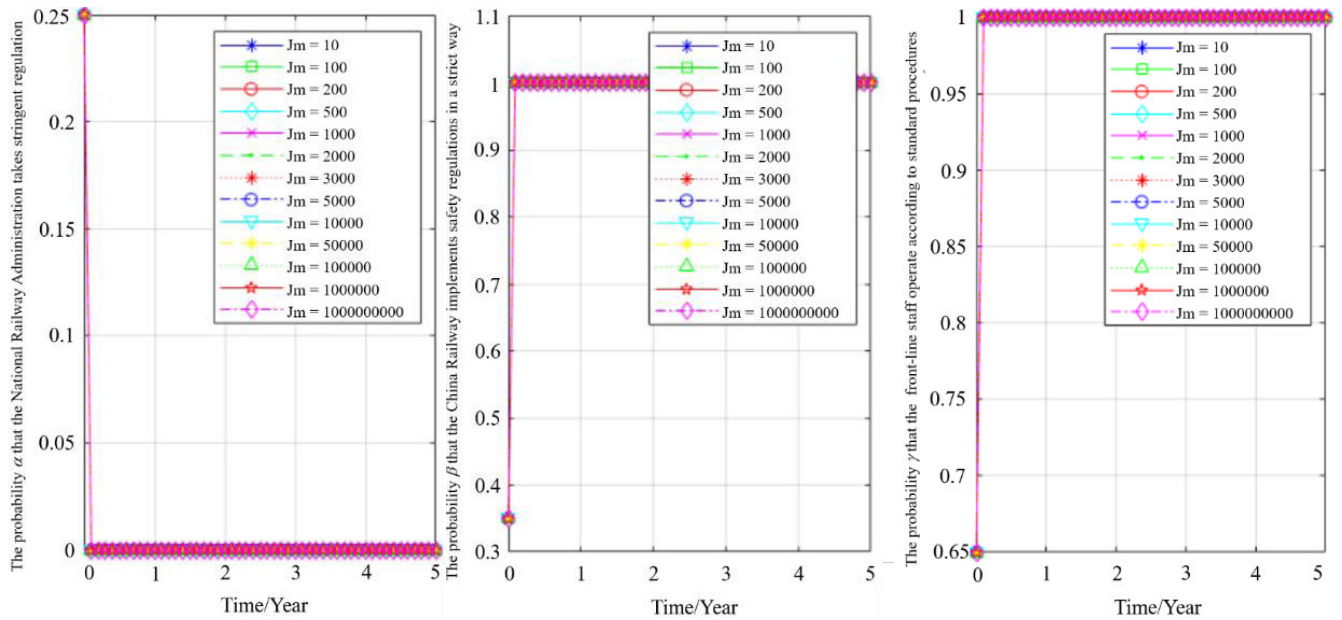 The probability α that the National Railway Administration takes stringent regulation
0.25
0.2
0.15
0.1
0.05
0
Jm = 10
Jm = 100
Jm = 200
Jm = 500
Jm = 1000
Jm = 2000
Jm = 3000
Jm = 5000
Jm = 10000
Jm = 50000
Jm = 100000
Jm = 1000000
Jm = 1000000000
0 1 2 3 4 5
Time/Year
The probability β that the China Railway implements safety regulations in a strict way
1.1
1
0.9
0.8
0.7
0.6
0.5
0.4
0.3
Jm = 10
Jm = 100
Jm = 200
Jm = 500
Jm = 1000
Jm = 2000
Jm = 3000
Jm = 5000
Jm = 10000
Jm = 50000
Jm = 100000
Jm = 1000000
Jm = 1000000000
0 1 2 3 4 5
Time/Year
The probability γ that the front-line staff operate according to standard procedures
1
0.95
0.9
0.85
0.8
0.75
0.7
0.65
Jm = 10
Jm = 100
Jm = 200
Jm = 500
Jm = 1000
Jm = 2000
Jm = 3000
Jm = 5000
Jm = 10000
Jm = 50000
Jm = 100000
Jm = 1000000
Jm = 1000000000
0 1 2 3 4 5
Time/Year